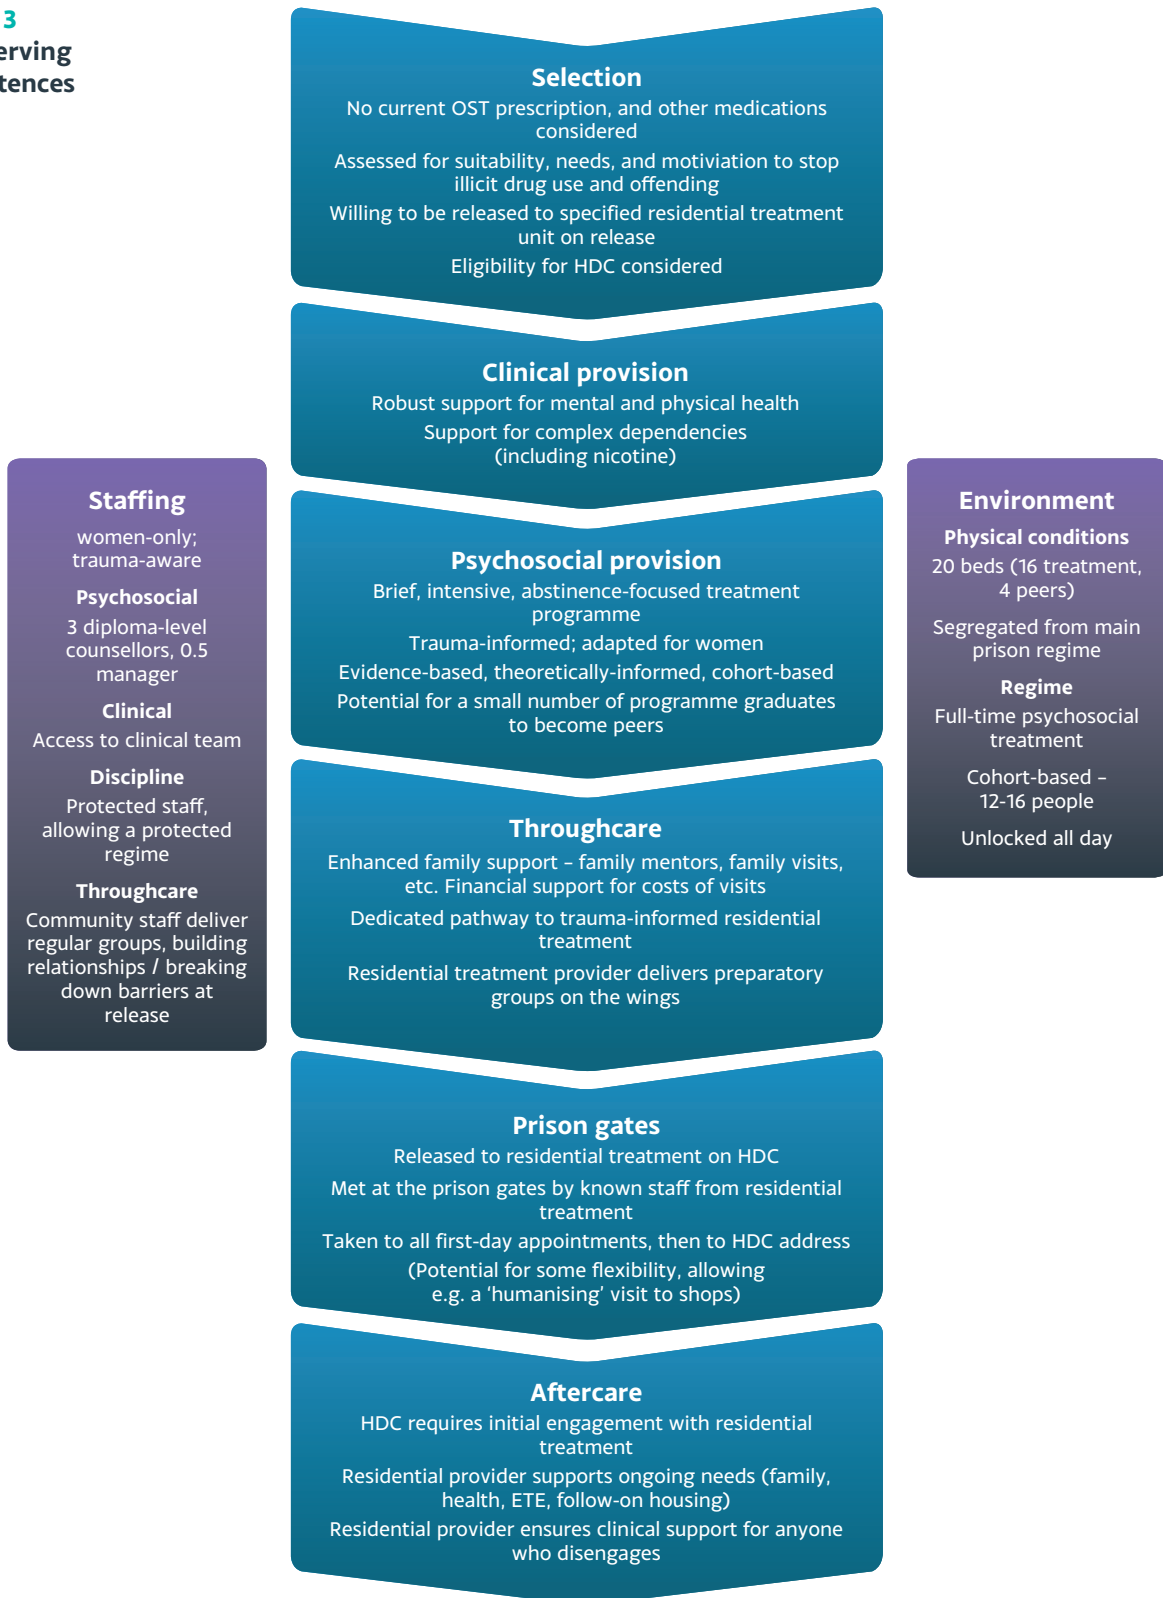 3
erving
tences
Selection
No current OST prescription, and other medications
considered
Assessed for suitability, needs, and motiviation to stop
illicit drug use and offending
Willing to be released to specified residential treatment
unit on release
Eligibility for HDC considered
Clinical provision
Robust support for mental and physical health
Support for complex dependencies
(including nicotine)
Staffing
women-only;
trauma-aware
Psychosocial
3 diploma-level
counsellors, 0.5
manager
Clinical
Access to clinical team
Discipline
Protected staff,
allowing a protected
regime
Throughcare
Community staff deliver
regular groups, building
relationships / breaking
down barriers at
release
Psychosocial provision
Brief, intensive, abstinence-focused treatment
programme
Trauma-informed; adapted for women
Evidence-based, theoretically-informed, cohort-based
Potential for a small number of programme graduates
to become peers
Environment
Physical conditions
20 beds (16 treatment,
4 peers)
Segregated from main
prison regime
Regime
Full-time psychosocial
treatment
Cohort-based –
12-16 people
Unlocked all day
Throughcare
Enhanced family support – family mentors, family visits,
etc. Financial support for costs of visits
Dedicated pathway to trauma-informed residential
treatment
Residential treatment provider delivers preparatory
groups on the wings
Prison gates
Released to residential treatment on HDC
Met at the prison gates by known staff from residential
treatment
Taken to all first-day appointments, then to HDC address
(Potential for some flexibility, allowing
e.g. a ‘humanising’ visit to shops)
Aftercare
HDC requires initial engagement with residential
treatment
Residential provider supports ongoing needs (family,
health, ETE, follow-on housing)
Residential provider ensures clinical support for anyone
who disengages